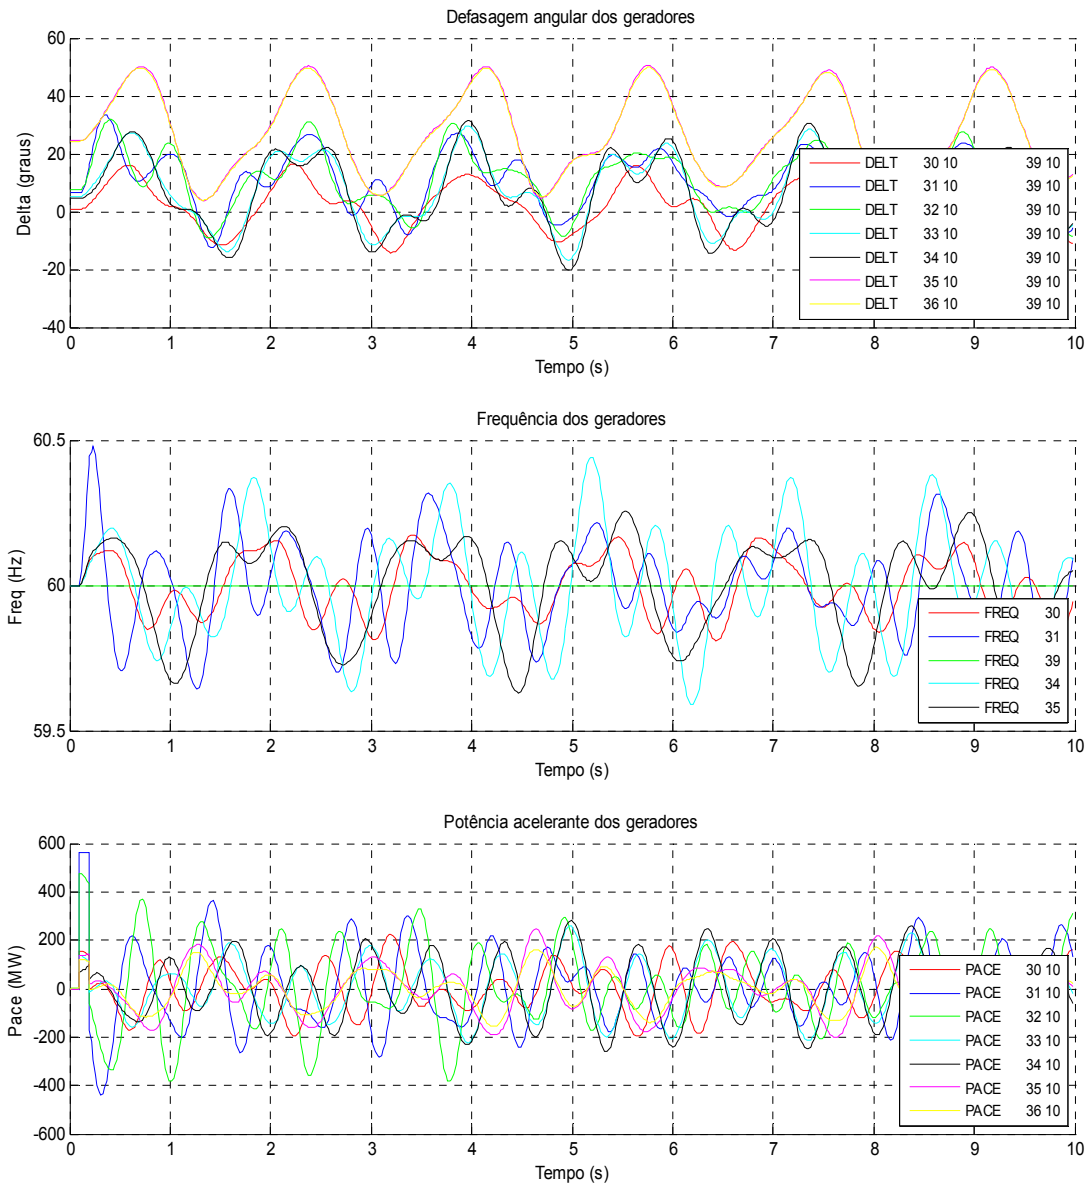 Defasagem angular dos geradores
Delta (graus)
60
40
20
0
-20
-40
DELT 30 10 39 10
DELT 31 10 39 10
DELT 32 10 39 10
DELT 33 10 39 10
DELT 34 10 39 10
DELT 35 10 39 10
DELT 36 10 39 10
0 1 2 3 4 5 6 7 8 9 10
Tempo (s)
Frequência dos geradores
Freq (Hz)
60.5
60
59.5
FREQ 30
FREQ 31
FREQ 39
FREQ 34
FREQ 35
0 1 2 3 4 5 6 7 8 9 10
Tempo (s)
Potência acelerante dos geradores
Pace (MW)
600
400
200
0
-200
-400
-600
PACE 30 10
PACE 31 10
PACE 32 10
PACE 33 10
PACE 34 10
PACE 35 10
PACE 36 10
0 1 2 3 4 5 6 7 8 9 10
Tempo (s)